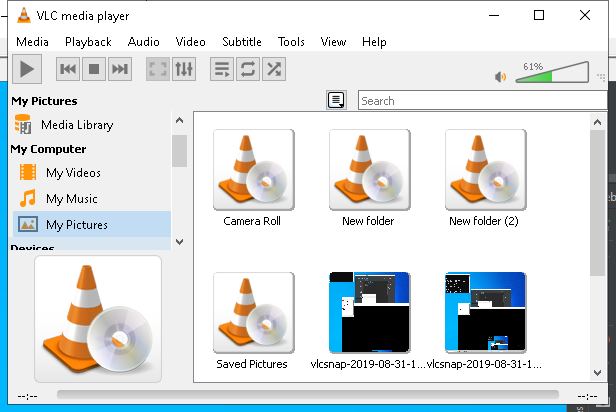 VLC media player
Media Playback Audio Video Subtitle Tools View Help
61%
My Pictures
Search
Media Library
My Computer
My Videos
My Music
My Pictures
Devices
Camera Roll
New folder
New folder (2)
Saved Pictures
vlcsnap-2019-08-31-1...
vlcsnap-2019-08-31-1...
--:--
--:--